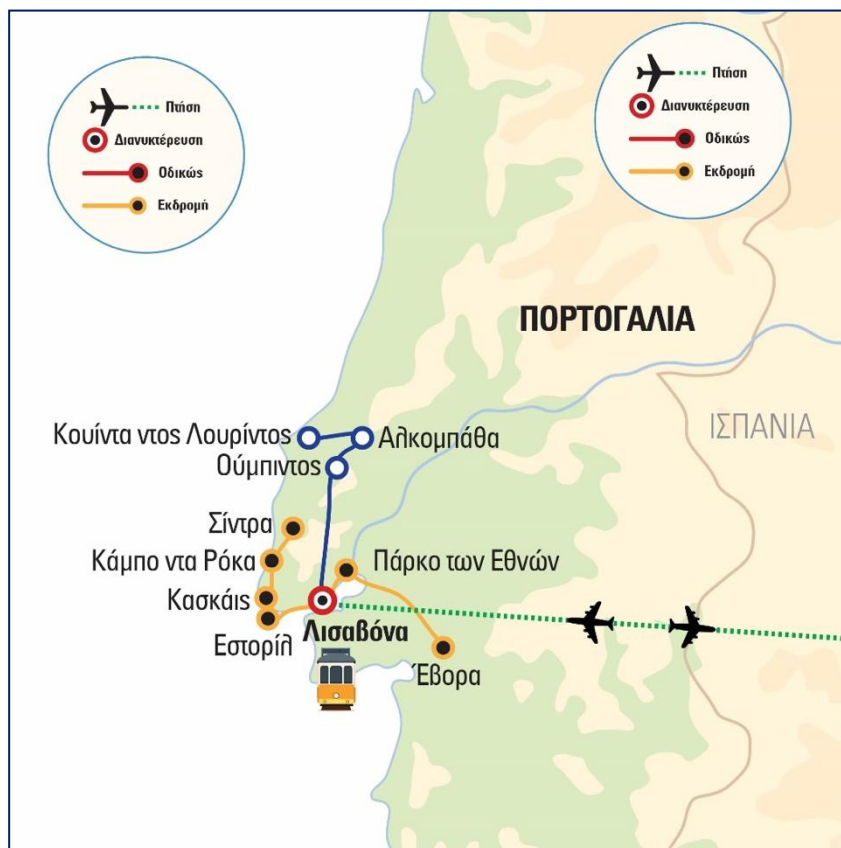 Πτήση
Διανυκτέρευση
Οδικώς
Εκδρομή
Πτήση
Διανυκτέρευση
Οδικώς
Εκδρομή
ΠΟΡΤΟΓΑΛΙΑ
ΙΣΠΑΝΙΑ
Κουίντα ντος Λουρίντος
Αλκομπάθα
Ούμπιντος
Σίντρα
Κάμπο ντα Ρόκα
Πάρκο των Εθνών
Κασκάις
Εστορίλ
Λισαβόνα
Έβορα